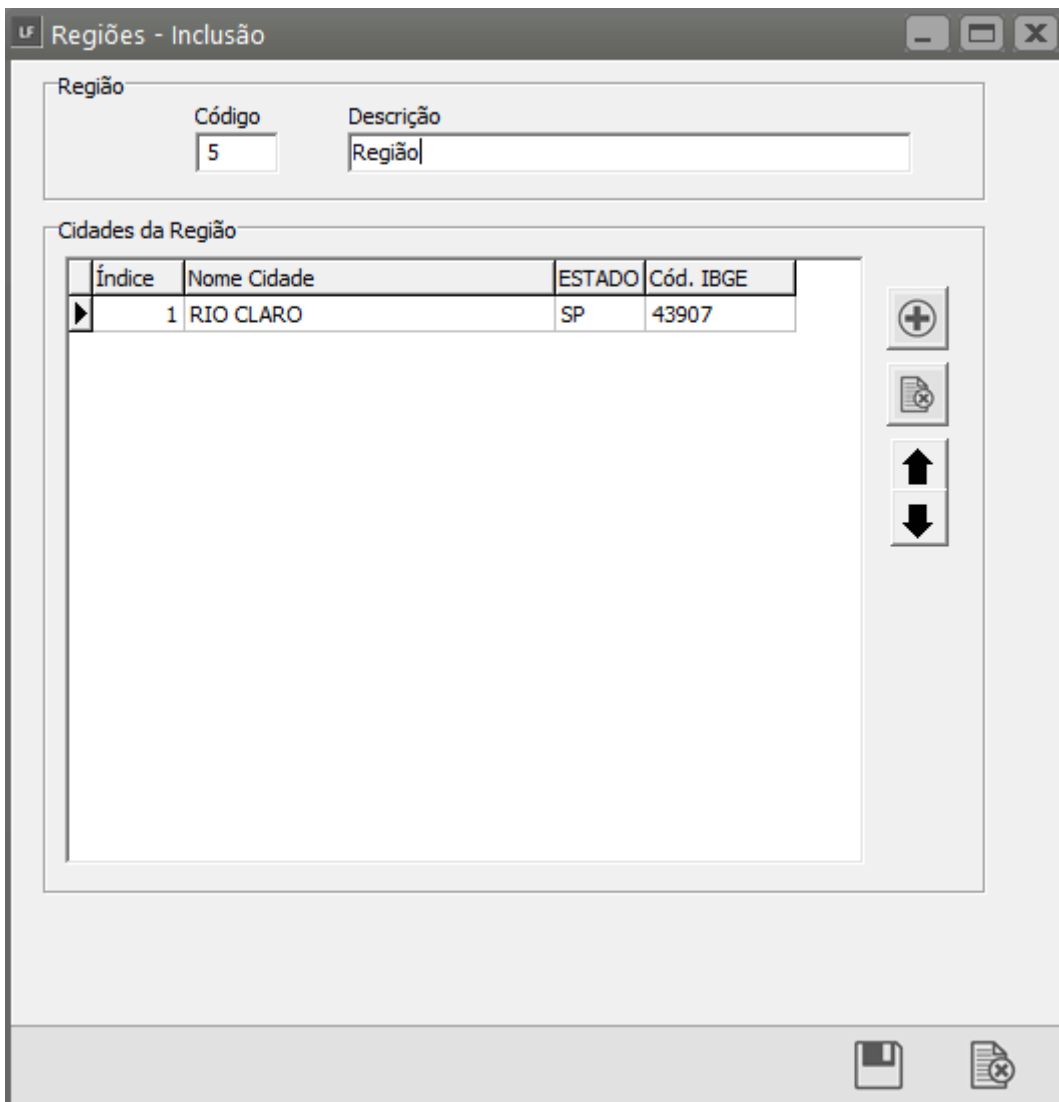 LF Regiões - Inclusão
Região
Código Descrição
5 Região
Cidades da Região
Índice Nome Cidade ESTADO Cód. IBGE
1 RIO CLARO SP 43907